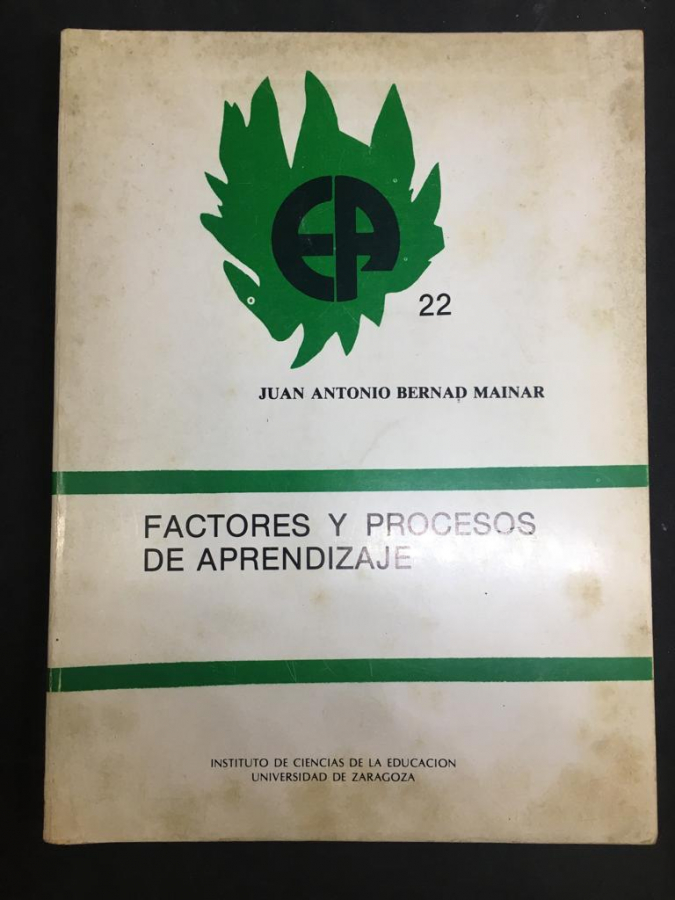 EA
22
JUAN ANTONIO BERNAD MAINAR
FACTORES Y PROCESOS
DE APRENDIZAJE
INSTITUTO DE CIENCIAS DE LA EDUCACION
UNIVERSIDAD DE ZARAGOZA